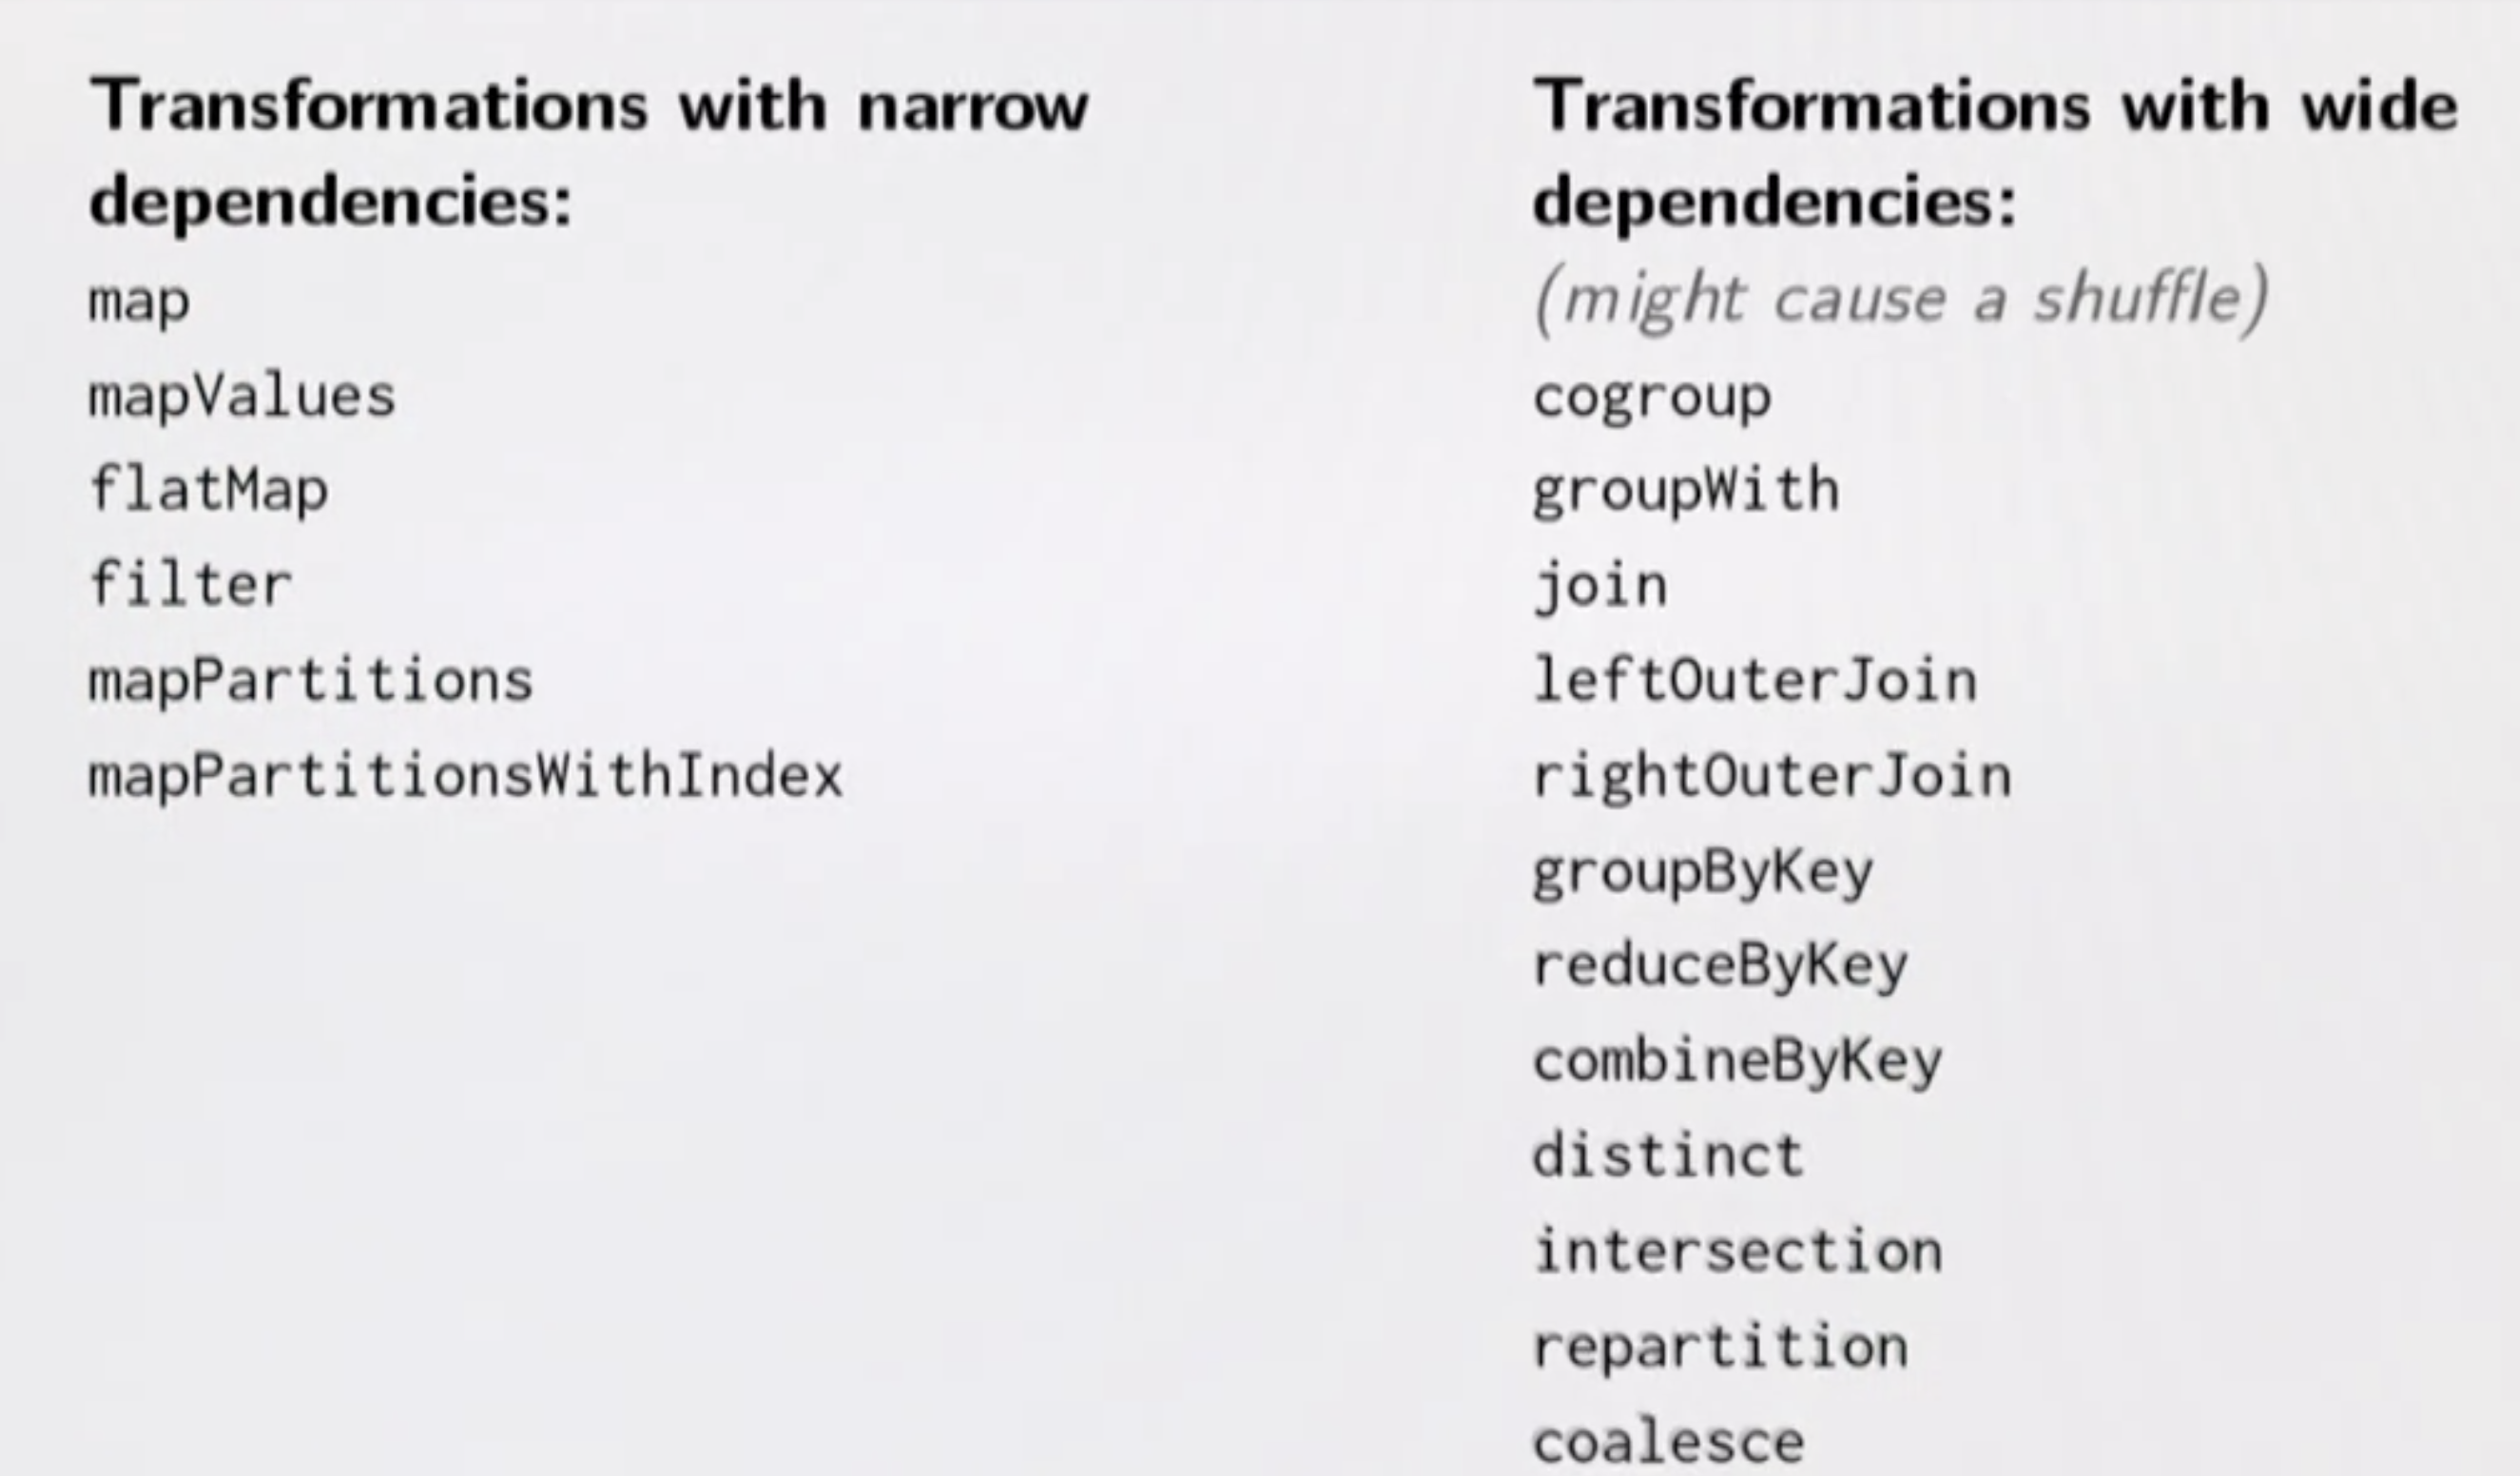 Transformations with narrow
dependencies:
map
mapValues
flatMap
filter
mapPartitions
mapPartitionsWithIndex
Transformations with wide
dependencies:
(might cause a shuffle)
cogroup
groupWith
join
leftOuterJoin
rightOuterJoin
groupByKey
reduceByKey
combineByKey
distinct
intersection
repartition
coalesce